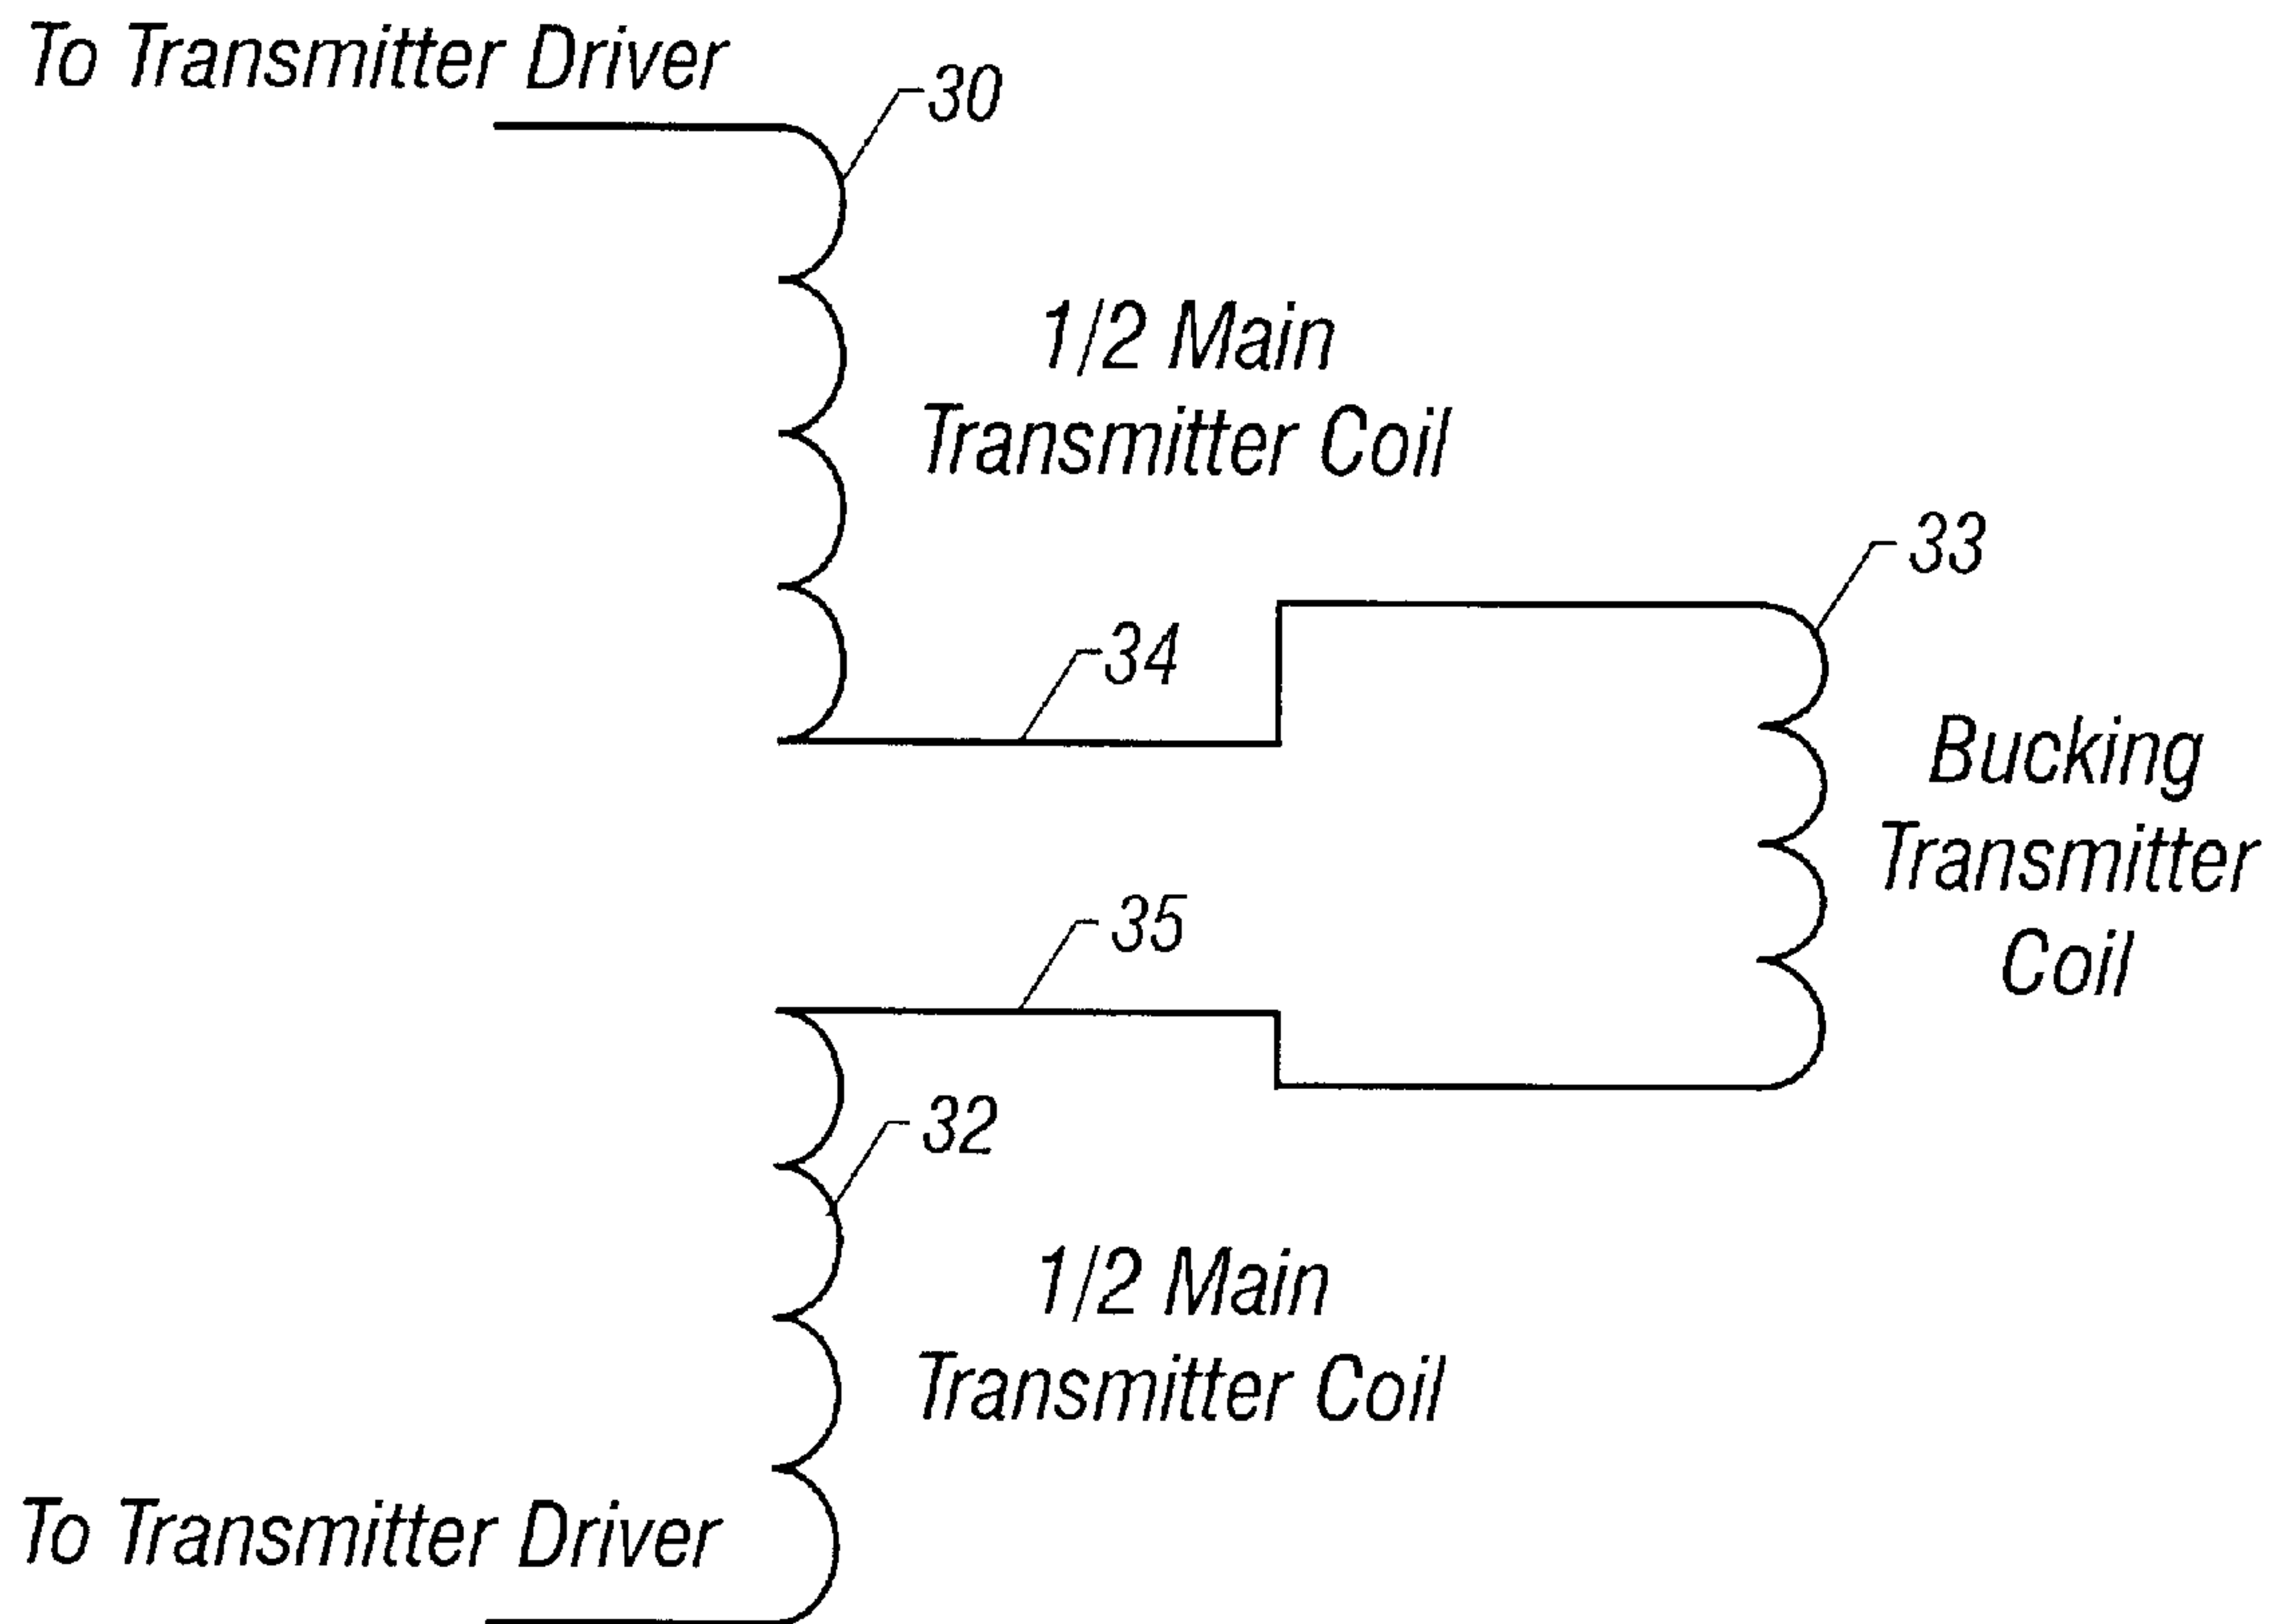 To Transmitter Driver
30
1/2 Main
Transmitter Coil
33
34
Bucking
Transmitter
Coil
35
32
1/2 Main
Transmitter Coil
To Transmitter Driver